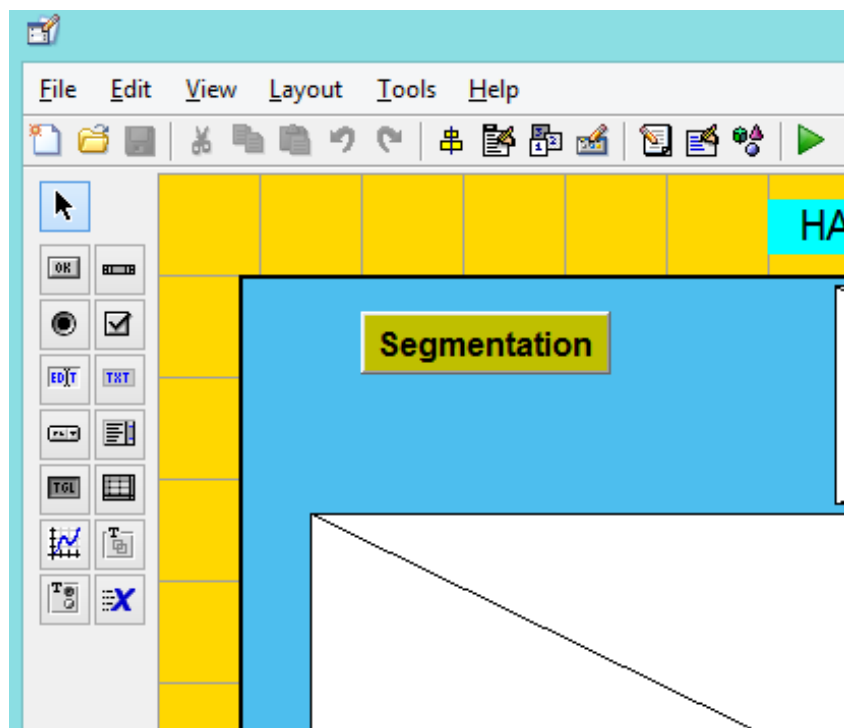 File Edit View Layout Tools Help
HA
Segmentation
OK
EDIT TXT
TGL
T
T X